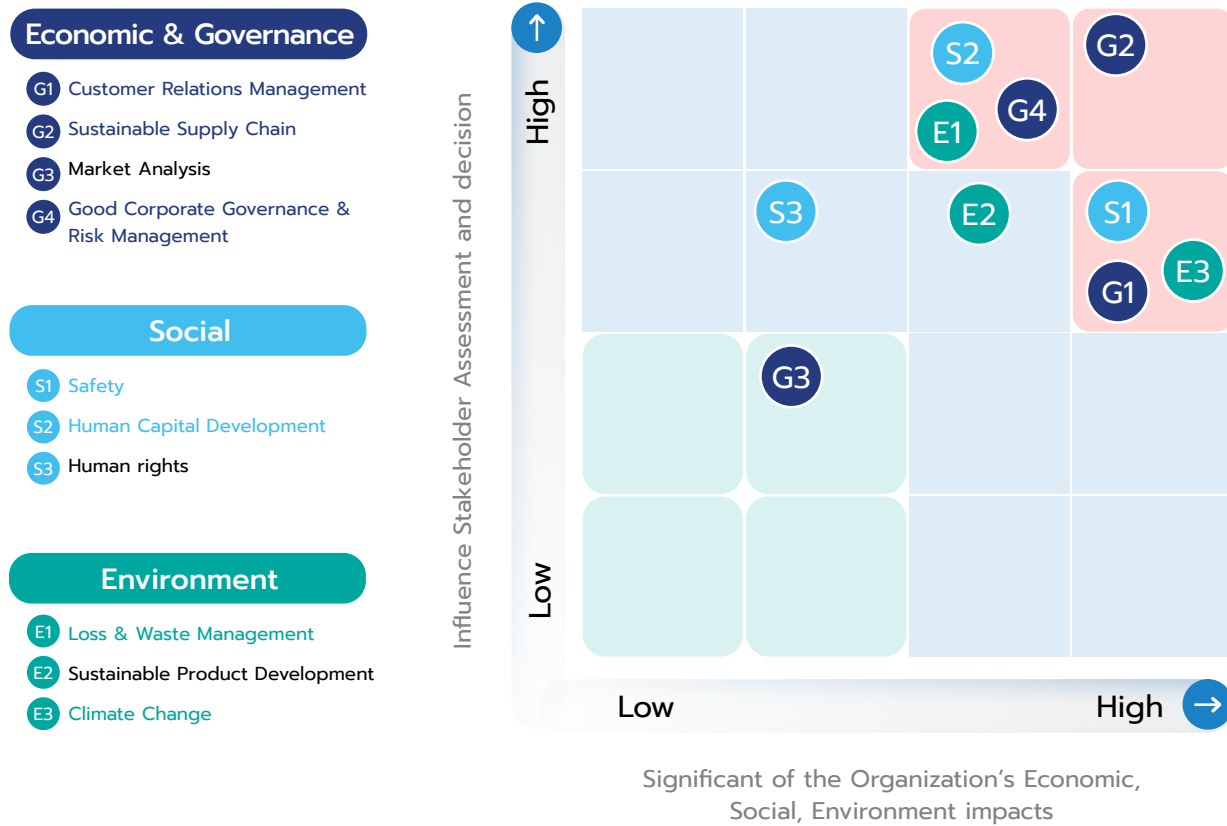 Economic & Governance
G1 Customer Relations Management
G2 Sustainable Supply Chain
G3 Market Analysis
G4 Good Corporate Governance &
Risk Management
Social
S1 Safety
S2 Human Capital Development
S3 Human rights
Environment
E1 Loss & Waste Management
E2 Sustainable Product Development
E3 Climate Change
Influence Stakeholder Assessment and decision
High
Low
S2
G2
G4
E1
S3
E2
S1
E3
G1
G3
Low
High
Significant of the Organization’s Economic,
Social, Environment impacts